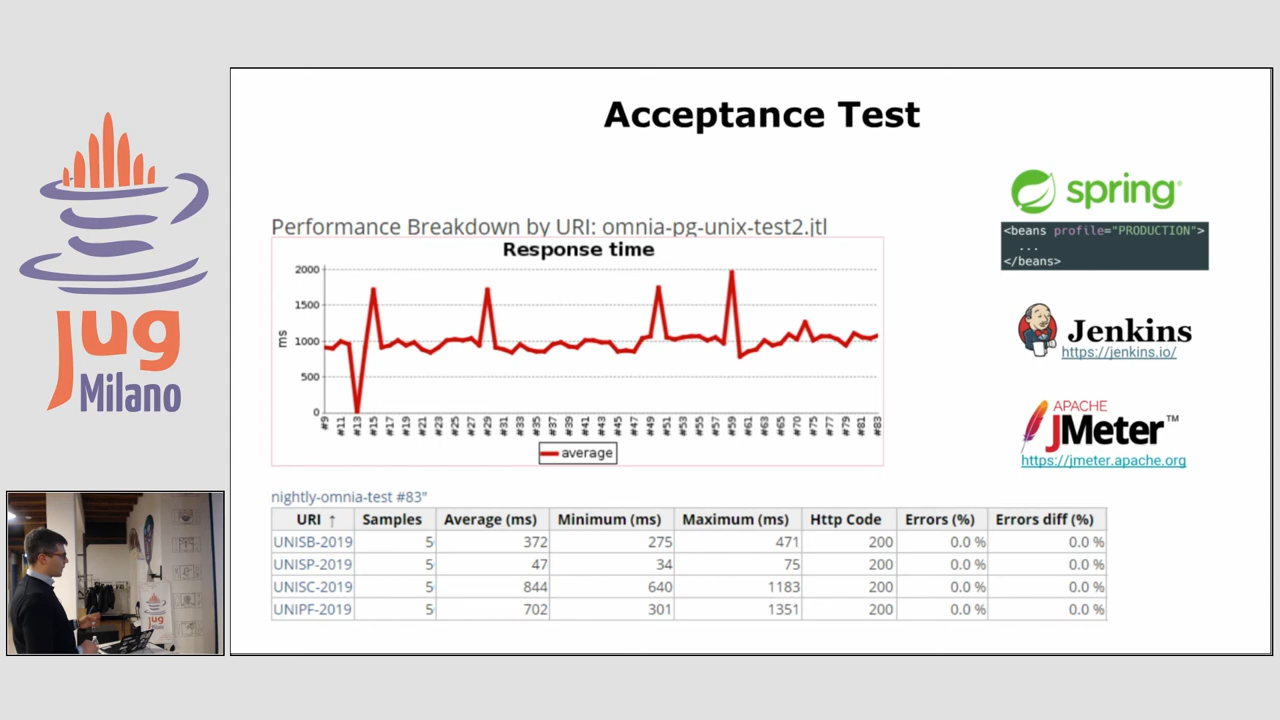 Acceptance Test
jug
Milano
Performance Breakdown by URI: omnia-pg-unix-test2.jtl
Response time
ms
2000
1500
1000
500
0
#9 #11 #13 #15 #17 #19 #21 #23 #25 #27 #29 #31 #33 #35 #37 #39 #41 #43 #45 #47 #49 #51 #53 #55 #57 #59 #61 #63 #65 #70 #75 #77 #79 #81 #83
average
spring
<beans profile="PRODUCTION">
...
</beans>
Jenkins
https://jenkins.io/
APACHE
JMeter™
https://jmeter.apache.org
nightly-omnia-test #83"
URI ↑ Samples Average (ms) Minimum (ms) Maximum (ms) Http Code Errors (%) Errors diff (%)
UNISB-2019 5 372 275 471 200 0.0 % 0.0 %
UNISP-2019 5 47 34 75 200 0.0 % 0.0 %
UNISC-2019 5 844 640 1183 200 0.0 % 0.0 %
UNIPF-2019 5 702 301 1351 200 0.0 % 0.0 %
jug